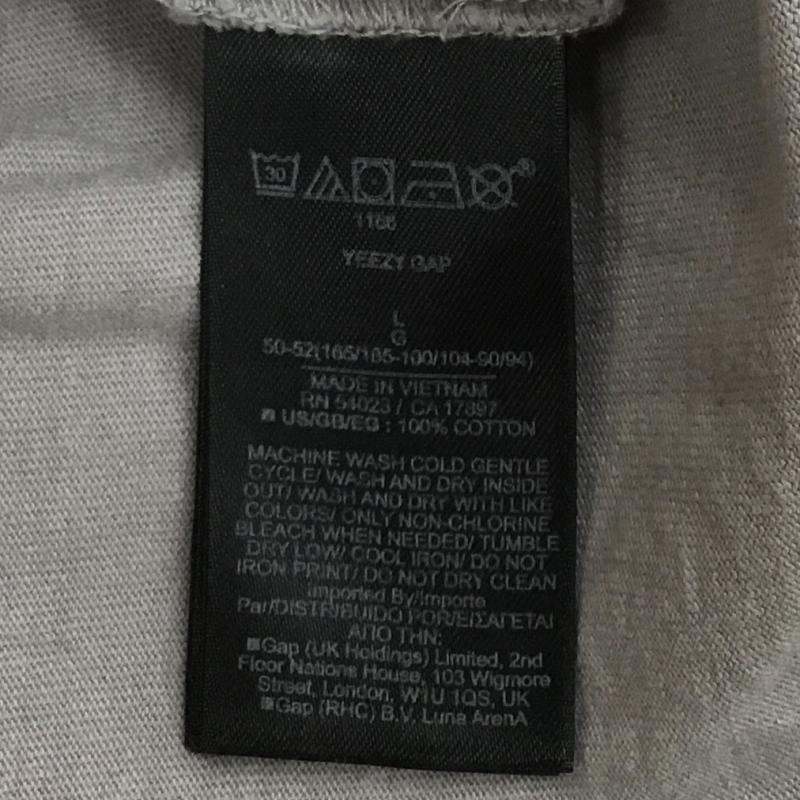 30
®
1166
YEEZY GAP
L
G
50-52(165/185-100/104-90/94)
MADE IN VIETNAM
RN 54023 / CA 17897
US/GB/EG : 100% COTTON
MACHINE WASH COLD GENTLE
CYCLE/ WASH AND DRY INSIDE
OUT/ WASH AND DRY WITH LIKE
COLORS/ ONLY NON-CHLORINE
BLEACH WHEN NEEDED/ TUMBLE
DRY LOW/ COOL IRON/ DO NOT
IRON PRINT/ DO NOT DRY CLEAN
Imported By/Importe
Par/DISTRIBUIDO POR/ΕΙΣΑΓΕΤΑΙ
ΑΠΟ ΤΗΝ:
Gap (UK Holdings) Limited, 2nd
Floor Nations House, 103 Wigmore
Street, London, W1U 1QS, UK
Gap (RHC) B.V. Luna ArenA